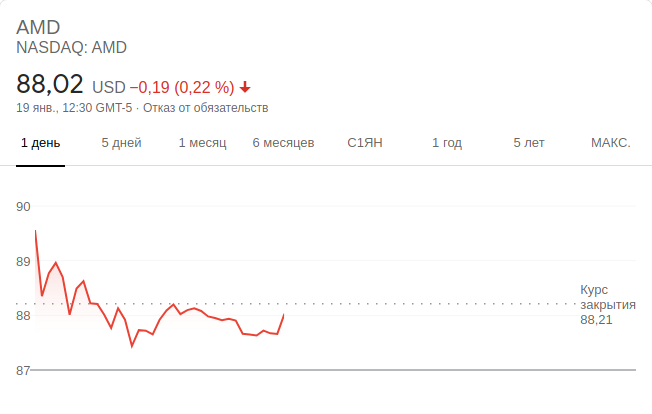 AMD
NASDAQ: AMD
88,02 USD −0,19 (0,22 %)
19 янв., 12:30 GMT-5 · Отказ от обязательств
1 день 5 дней 1 месяц 6 месяцев С1ЯН 1 год 5 лет МАКС.
90
89
Курс
закрытия
88,21
88
87